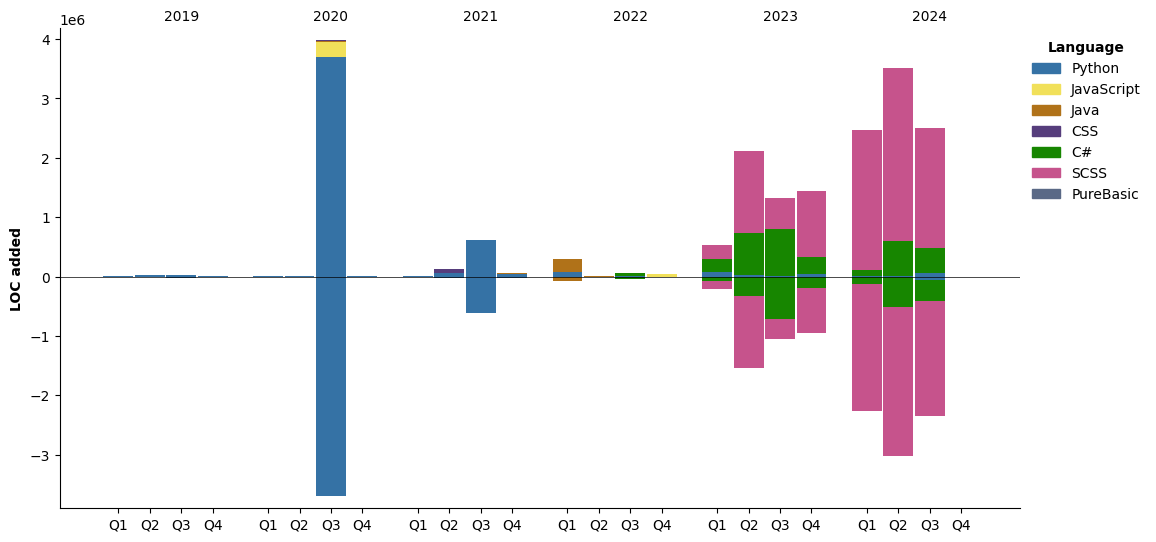 1e6
2019 2020 2021 2022 2023 2024
4
3
2
1
0
−1
−2
−3
LOC added
Q1 Q2 Q3 Q4 Q1 Q2 Q3 Q4 Q1 Q2 Q3 Q4 Q1 Q2 Q3 Q4 Q1 Q2 Q3 Q4 Q1 Q2 Q3 Q4
Language
Python
JavaScript
Java
CSS
C#
SCSS
PureBasic